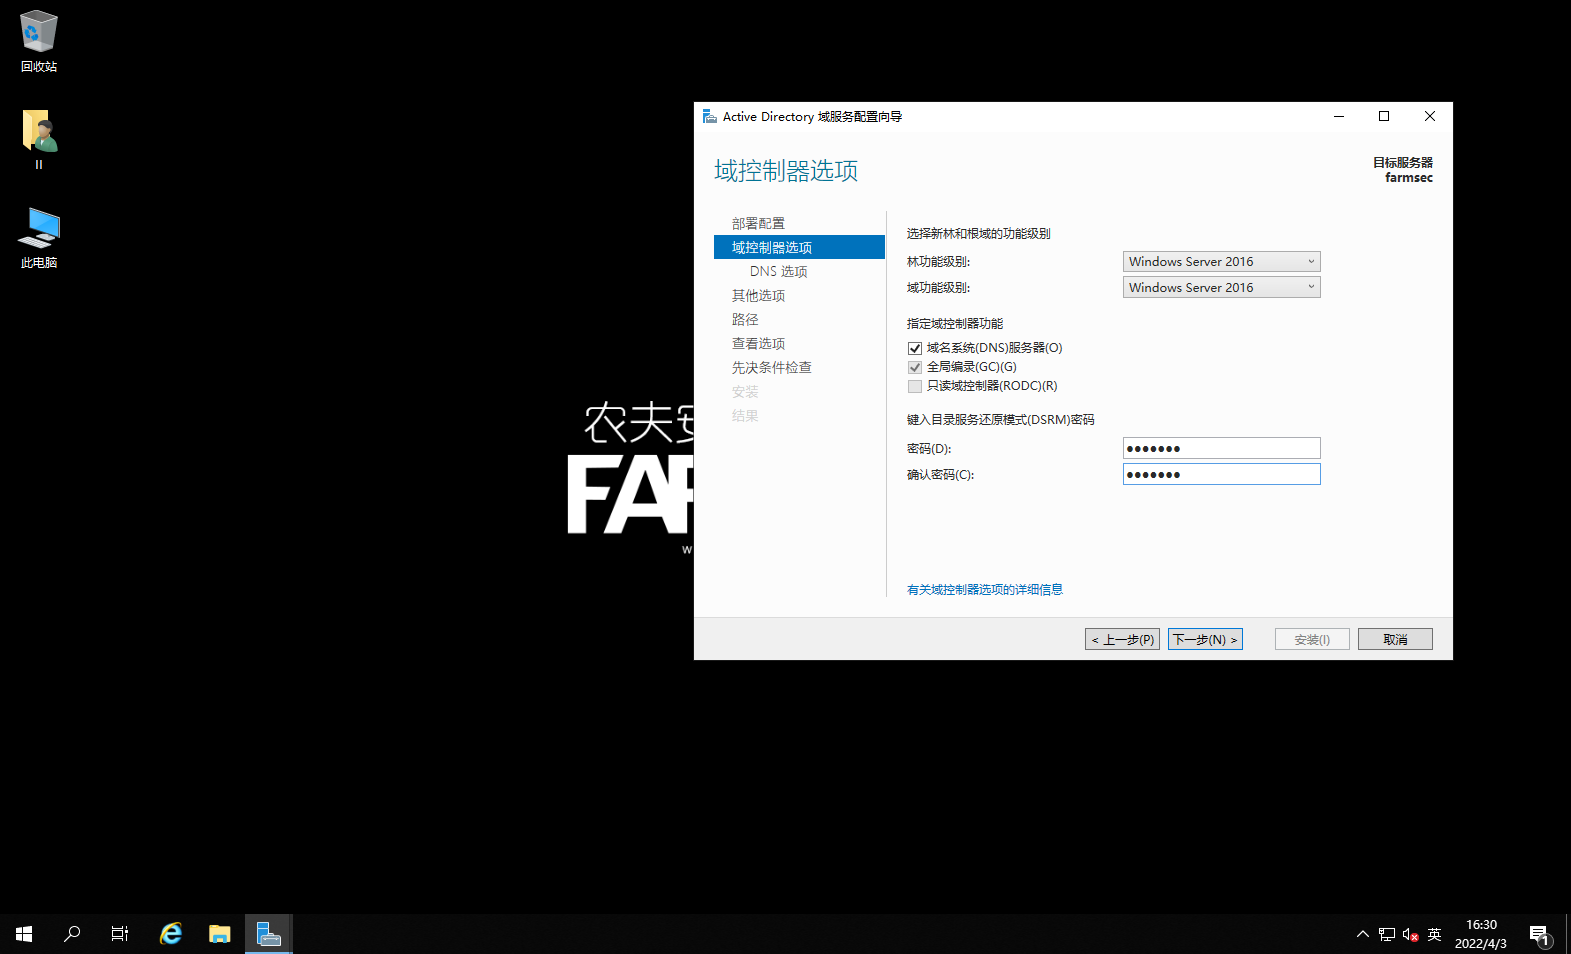 回收站
II
此电脑
农夫安
FAR
w
Active Directory 域服务配置向导
域控制器选项
目标服务器
farmsec
部署配置
域控制器选项
DNS 选项
其他选项
路径
查看选项
先决条件检查
安装
结果
选择新林和根域的功能级别
林功能级别:
Windows Server 2016
域功能级别:
Windows Server 2016
指定域控制器功能
域名系统(DNS)服务器(O)
全局编录(GC)(G)
只读域控制器(RODC)(R)
键入目录服务还原模式(DSRM)密码
密码(D):
●●●●●●●
确认密码(C):
●●●●●●●
有关域控制器选项的详细信息
< 上一步(P)
下一步(N) >
安装(I)
取消
英
16:30
2022/4/3
1